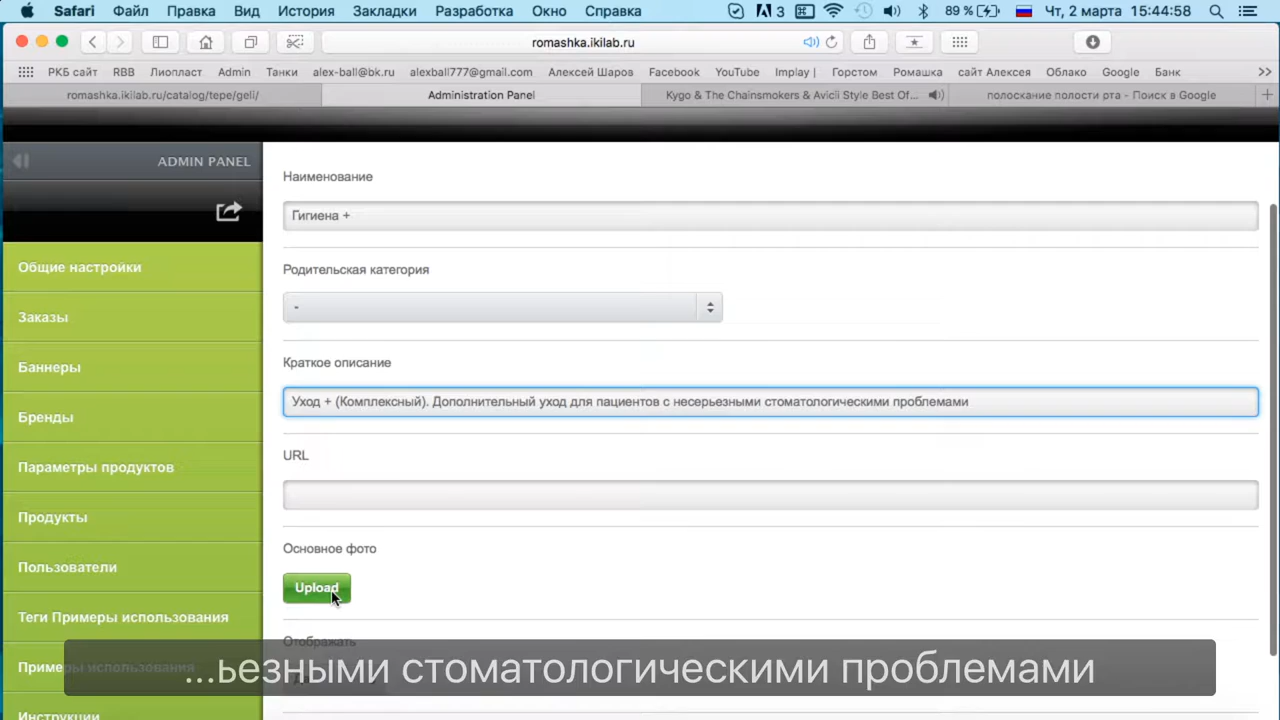 Safari Файл Правка Вид История Закладки Разработка Окно Справка 3 89 % Чт, 2 марта 15:44:58
romashka.ikilab.ru
РКБ сайт RBB Лиопласт Admin Танки alex-ball@bk.ru alexball777@gmail.com Алексей Шаров Facebook YouTube Implay | Горстом Ромашка сайт Алексея Облако Google Банк >>
romashka.ikilab.ru/catalog/tepe/geli/ Administration Panel Kygo & The Chainsmokers & Avicii Style Best Of... полоскание полости рта - Поиск в Google +
ADMIN PANEL
Наименование
Гигиена +
Общие настройки
Родительская категория
-
Заказы
Краткое описание
Баннеры
Уход + (Комплексный). Дополнительный уход для пациентов с несерьезными стоматологическими проблемами
Бренды
URL
Параметры продуктов
Продукты
Основное фото
Пользователи
Upload
Теги Примеры использования
Отображать
Примеры использования
...ьезными стоматологическими проблемами
Инструкции